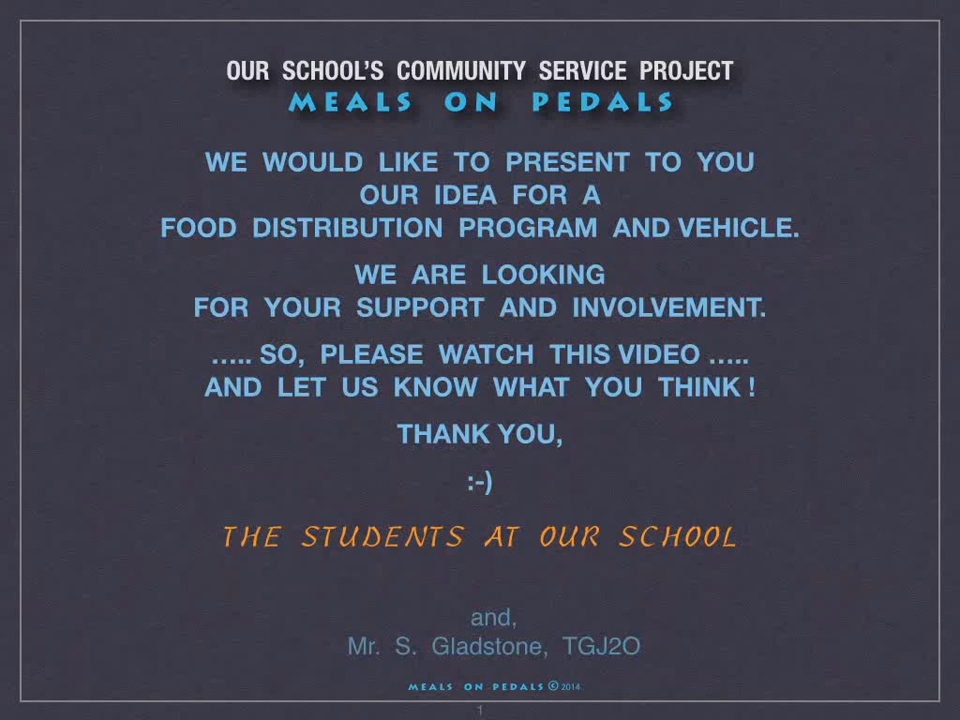 OUR SCHOOL'S COMMUNITY SERVICE PROJECT
MEALS ON PEDALS
WE WOULD LIKE TO PRESENT TO YOU
OUR IDEA FOR A
FOOD DISTRIBUTION PROGRAM AND VEHICLE.
WE ARE LOOKING
FOR YOUR SUPPORT AND INVOLVEMENT.
….. SO, PLEASE WATCH THIS VIDEO …..
AND LET US KNOW WHAT YOU THINK !
THANK YOU,
:-)
THE STUDENTS AT OUR SCHOOL
and,
Mr. S. Gladstone, TGJ2O
MEALS ON PEDALS © 2014
1